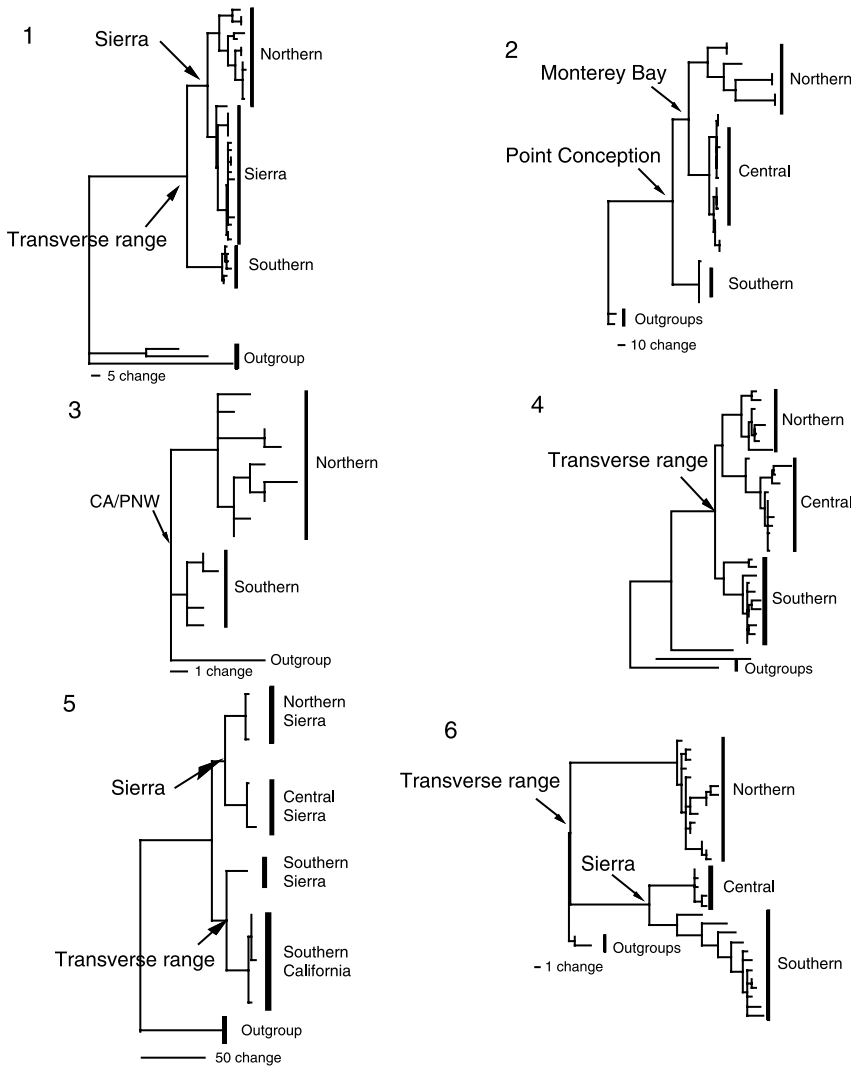 1
Sierra
Northern
Sierra
Transverse range
Southern
Outgroup
5 change
2
Monterey Bay
Northern
Point Conception
Central
Southern
Outgroups
10 change
3
Northern
CA/PNW
Southern
Outgroup
1 change
4
Northern
Transverse range
Central
Southern
Outgroups
5
Northern
Sierra
Sierra
Central
Sierra
Southern
Sierra
Transverse range
Southern
California
Outgroup
50 change
6
Transverse range
Northern
Sierra
Central
Outgroups
Southern
1 change